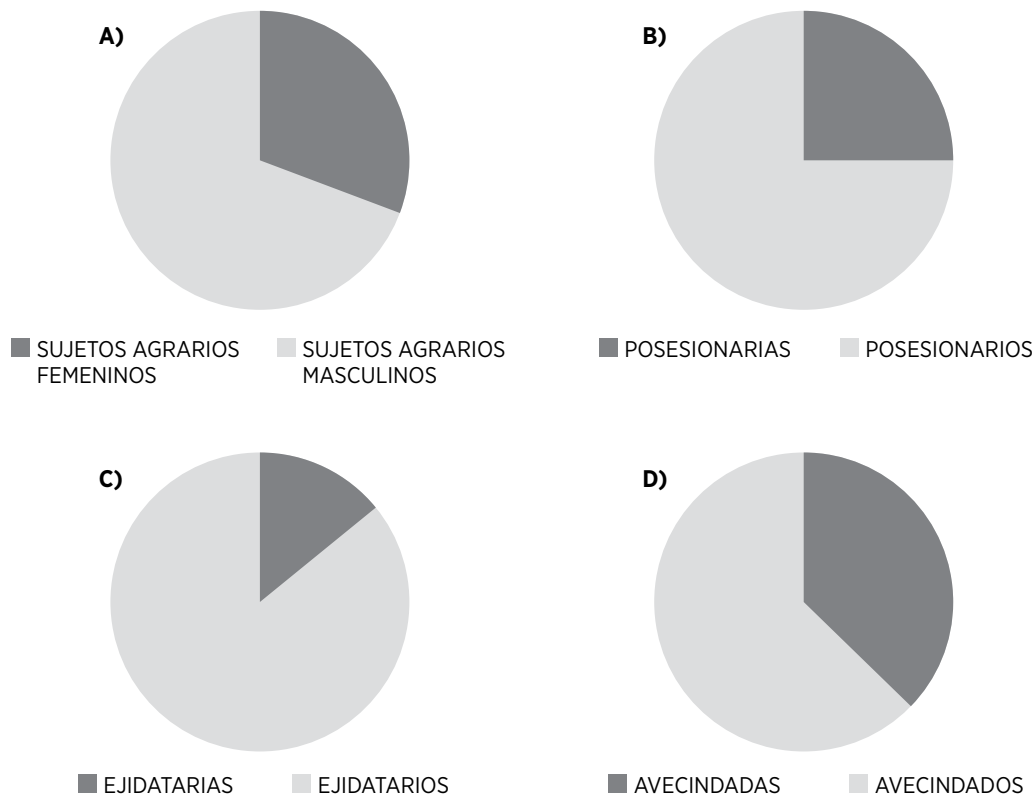 A)
B)
SUJETOS AGRARIOS FEMENINOS
SUJETOS AGRARIOS MASCULINOS
POSESIONARIAS
POSESIONARIOS
C)
D)
EJIDATARIAS
EJIDATARIOS
AVECINDADAS
AVECINDADOS